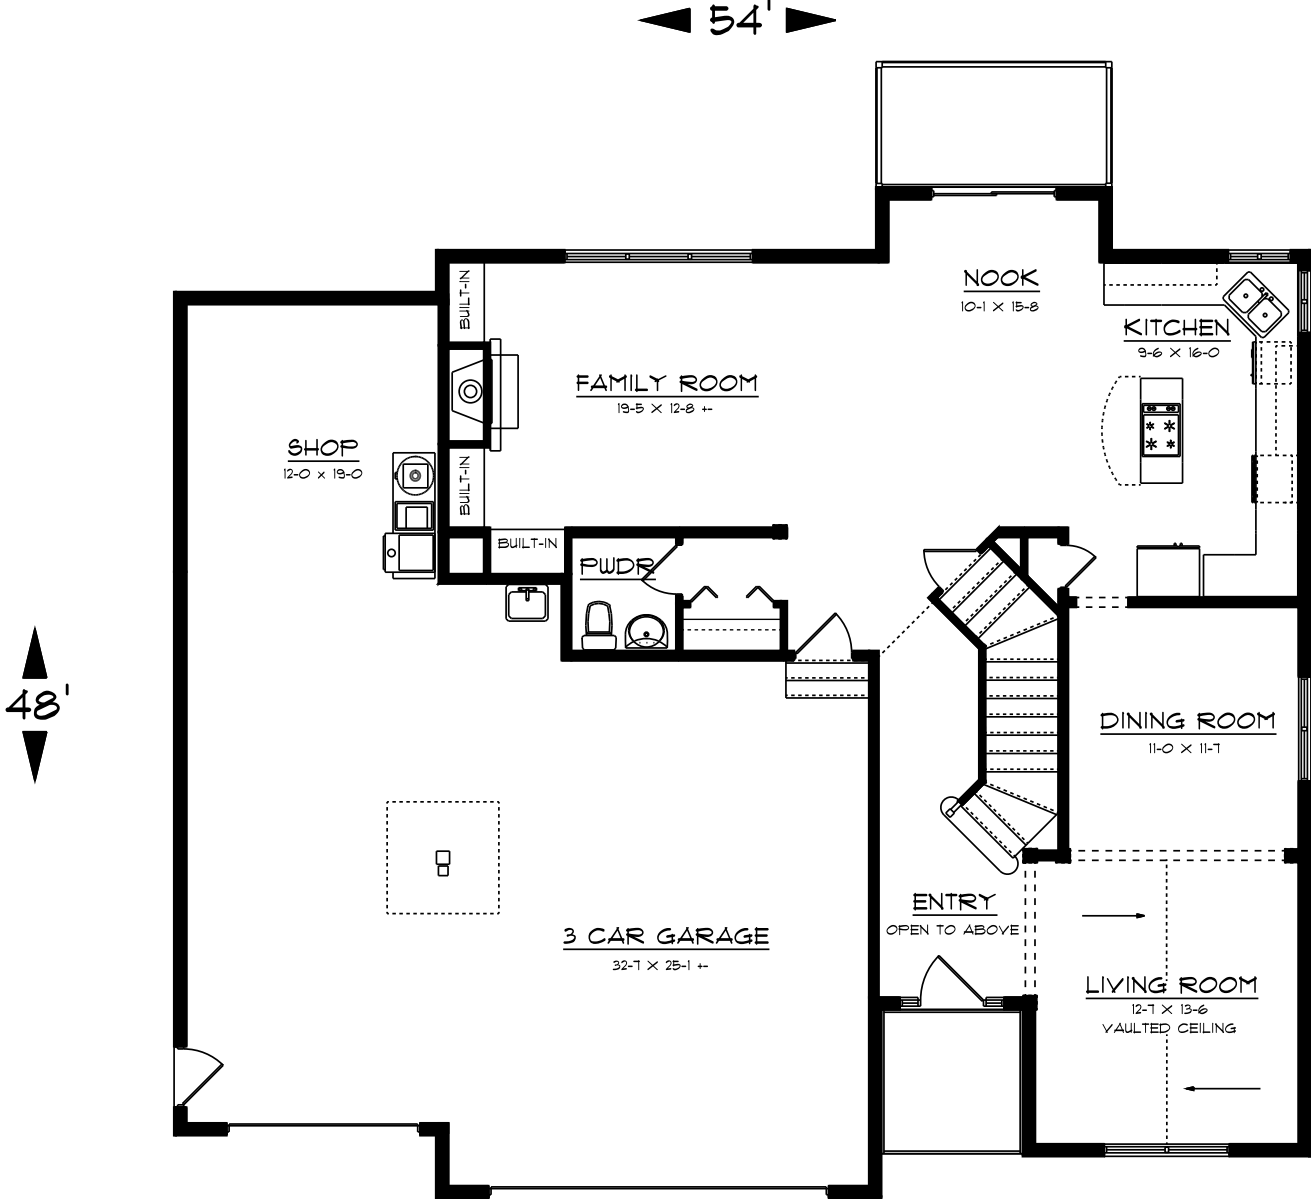 54'
NOOK
10-1 X 15-8
BUILT-IN
KITCHEN
9-6 X 16-0
FAMILY ROOM
19-5 X 12-8 +-
SHOP
12-0 x 19-0
BUILT-IN
BUILT-IN
PWDR
48'
DINING ROOM
11-0 X 11-7
ENTRY
OPEN TO ABOVE
3 CAR GARAGE
32-7 X 25-1 +-
LIVING ROOM
12-7 X 13-6
VAULTED CEILING